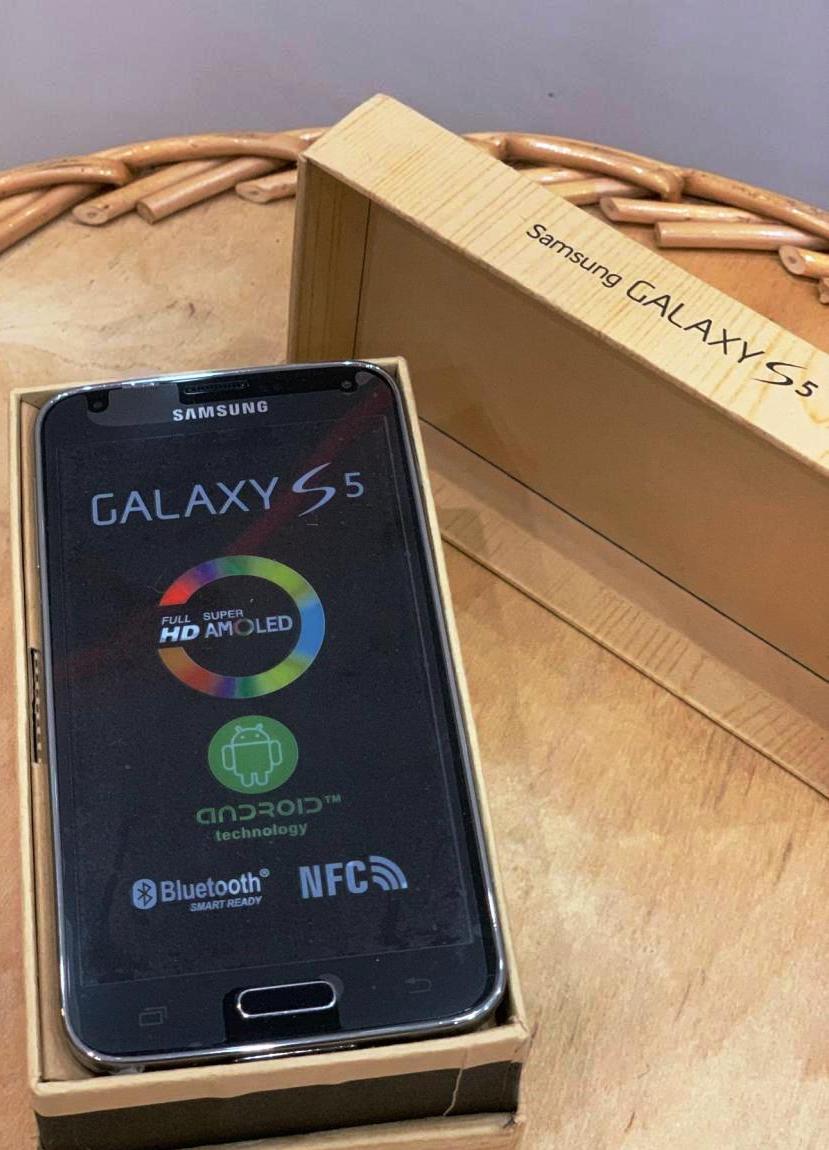 Samsung GALAXY S5
SAMSUNG
GALAXY S5
FULL SUPER
HD AMOLED
ANDROID™
technology
Bluetooth®
SMART READY
NFC